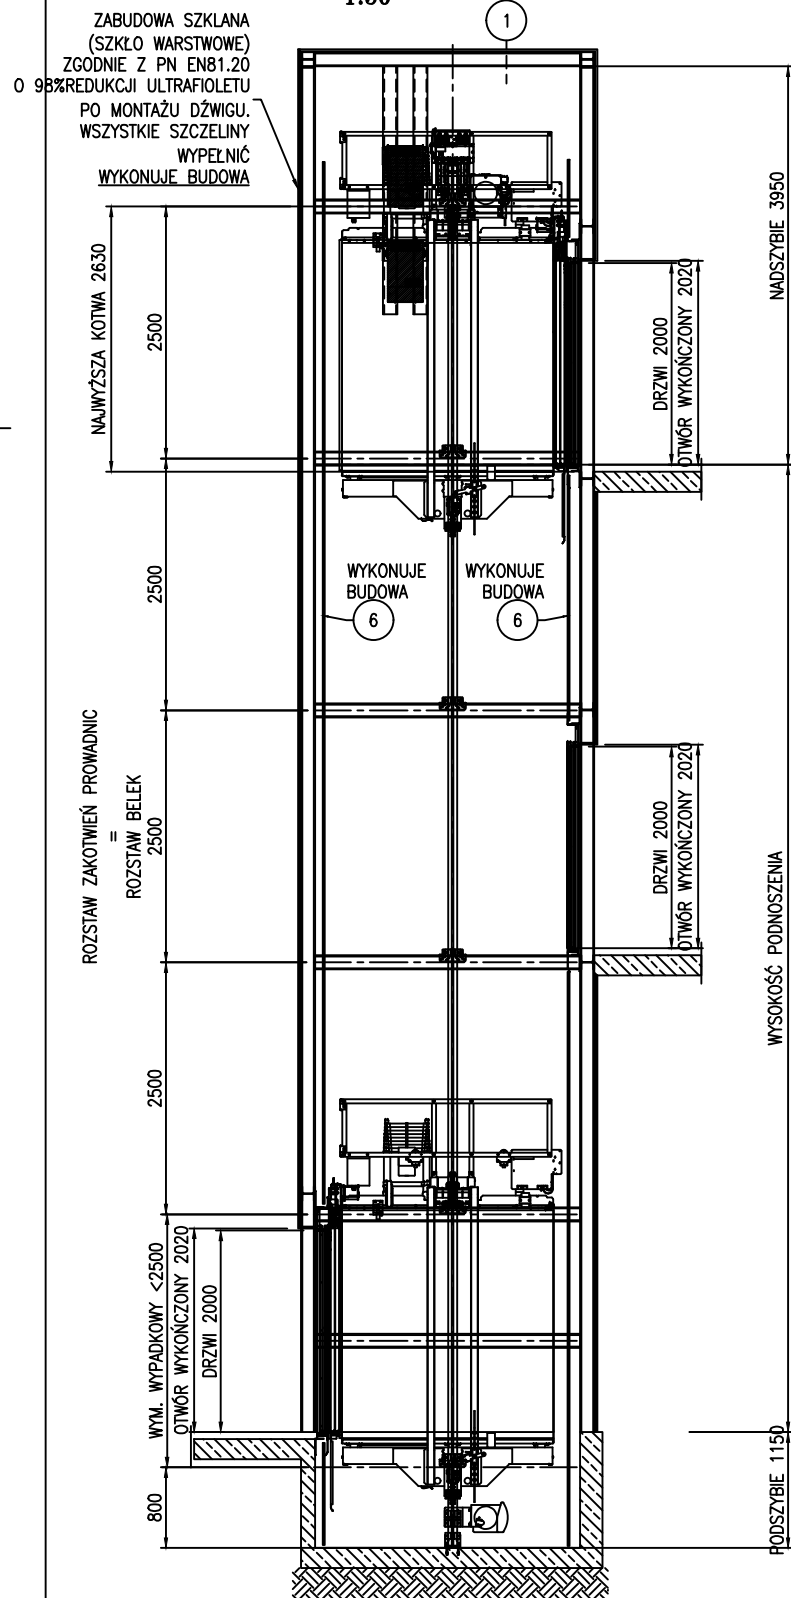 1:50
ZABUDOWA SZKLANA
(SZKŁO WARSTWOWE)
ZGODNIE Z PN EN81.20
O 98%REDUKCJI ULTRAFIOLETU
PO MONTAŻU DŹWIGU.
WSZYSTKIE SZCZELINY
WYPEŁNIĆ
WYKONUJE BUDOWA
1
NAJWYŻSZA KOTWA 2630
2500
NADSZYBIE 3950
DRZWI 2000
OTWÓR WYKOŃCZONY 2020
2500
WYKONUJE
BUDOWA
6
WYKONUJE
BUDOWA
6
ROZSTAW ZAKOTWIEŃ PROWADNIC
=
ROZSTAW BELEK
2500
DRZWI 2000
OTWÓR WYKOŃCZONY 2020
WYSOKOŚĆ PODNOSZENIA
2500
WYM. WYPADKOWY <2500
OTWÓR WYKOŃCZONY 2020
DRZWI 2000
800
PODSZYBIE 1150